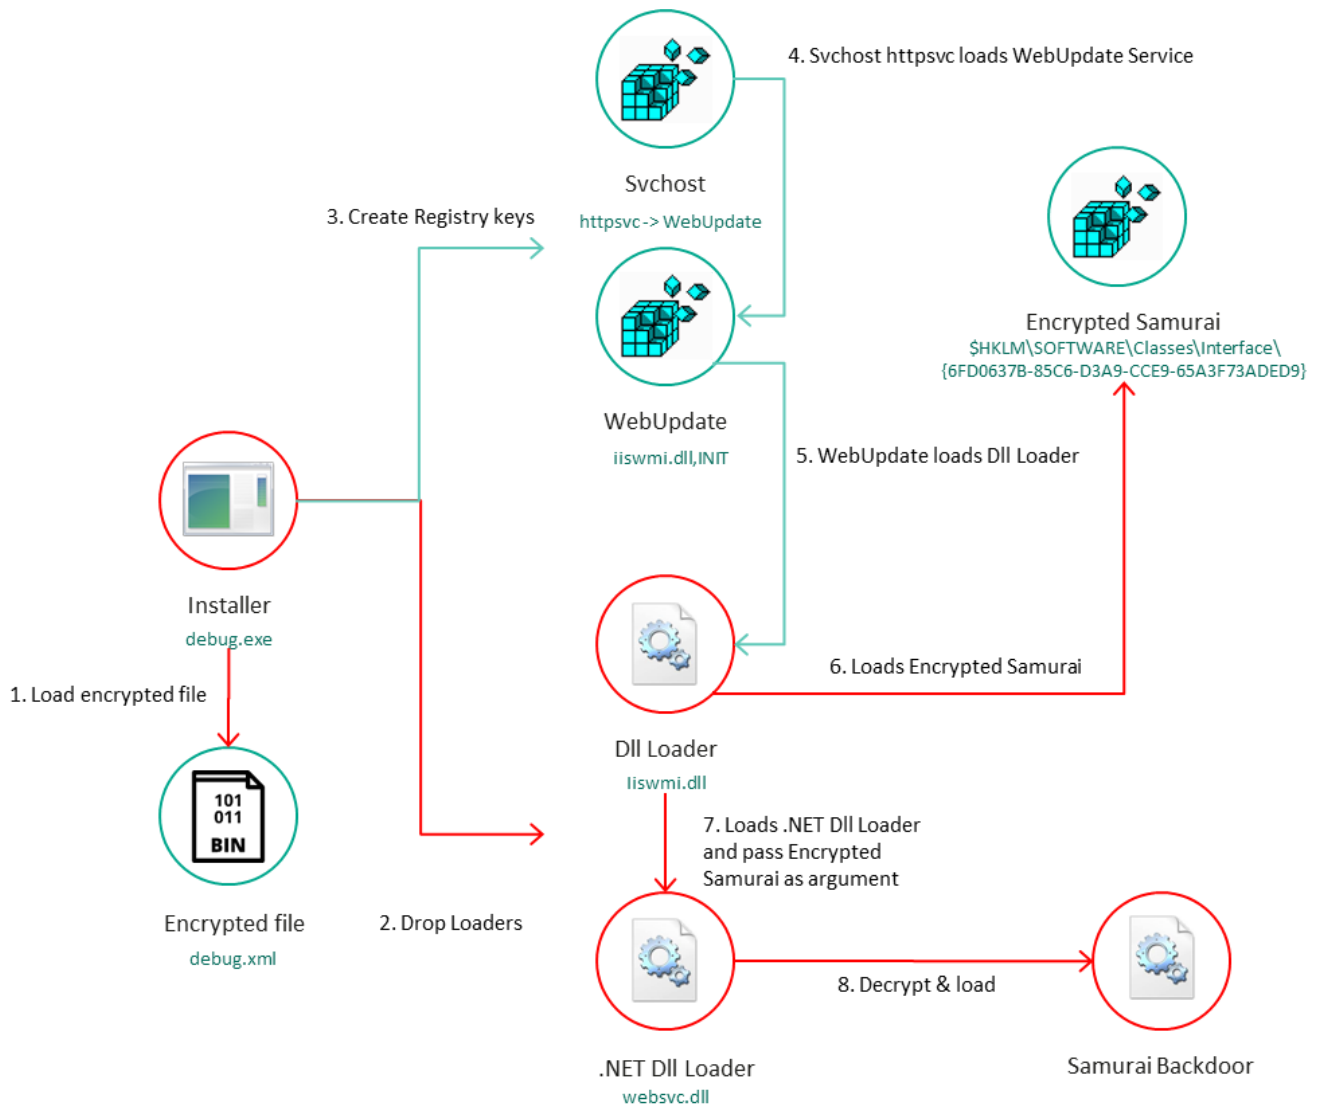 4. Svchost httpsvc loads WebUpdate Service
Svchost
httpsvc -> WebUpdate
3. Create Registry keys
Encrypted Samurai
$HKLM\SOFTWARE\Classes\Interface\
{6FD0637B-85C6-D3A9-CCE9-65A3F73ADED9}
WebUpdate
iiswmi.dll,INIT
5. WebUpdate loads Dll Loader
Installer
debug.exe
1. Load encrypted file
6. Loads Encrypted Samurai
Dll Loader
Iiswmi.dll
101
011
BIN
7. Loads .NET Dll Loader
and pass Encrypted
Samurai as argument
Encrypted file
debug.xml
2. Drop Loaders
8. Decrypt & load
.NET Dll Loader
websvc.dll
Samurai Backdoor